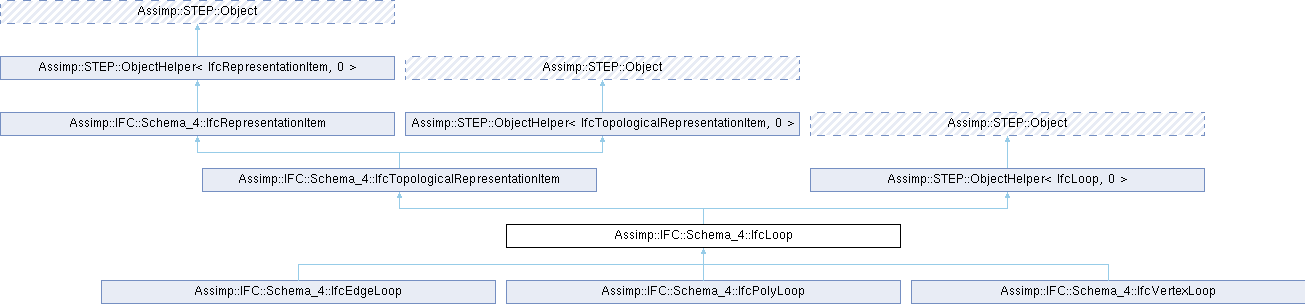 Assimp::STEP::Object
Assimp::STEP::ObjectHelper< IfcRepresentationItem, 0 >
Assimp::STEP::Object
Assimp::IFC::Schema_4::IfcRepresentationItem
Assimp::STEP::ObjectHelper< IfcTopologicalRepresentationItem, 0 >
Assimp::STEP::Object
Assimp::IFC::Schema_4::IfcTopologicalRepresentationItem
Assimp::STEP::ObjectHelper< IfcLoop, 0 >
Assimp::IFC::Schema_4::IfcLoop
Assimp::IFC::Schema_4::IfcEdgeLoop
Assimp::IFC::Schema_4::IfcPolyLoop
Assimp::IFC::Schema_4::IfcVertexLoop